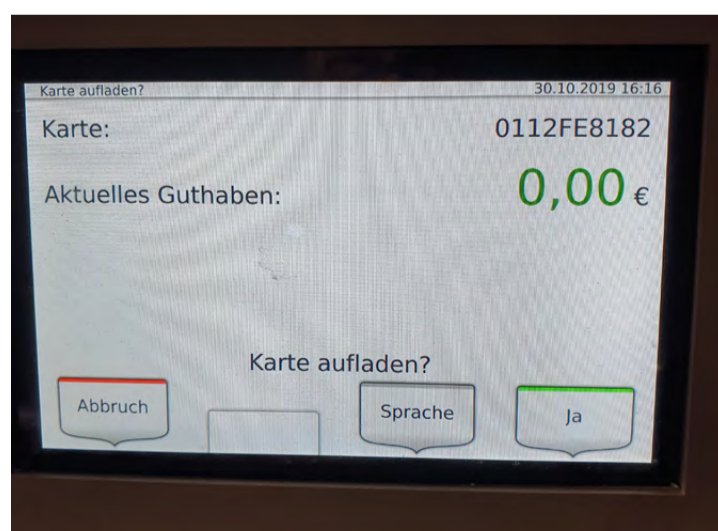 Karte aufladen? 30.10.2019 16:16
Karte: 0112FE8182
Aktuelles Guthaben: 0,00 €
Karte aufladen?
Abbruch Sprache Ja